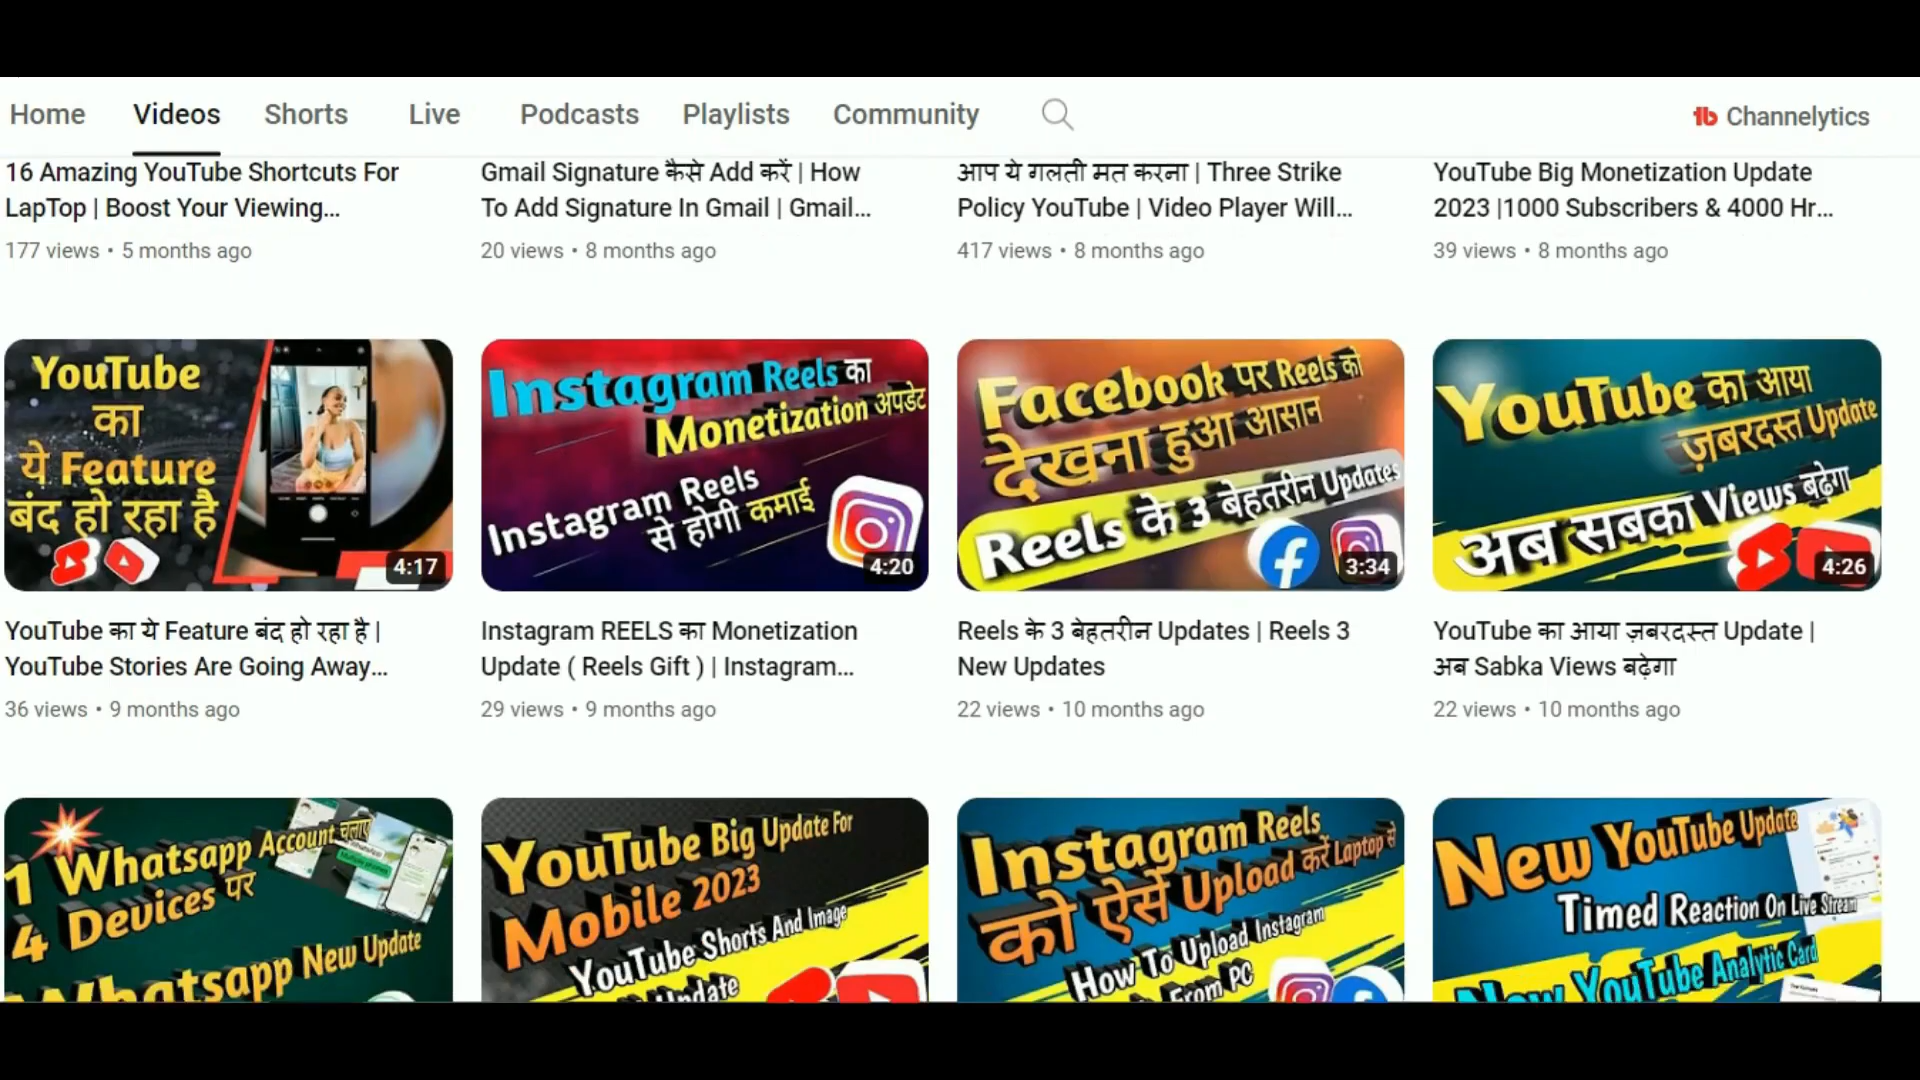 Home Videos Shorts Live Podcasts Playlists Community Channelytics
16 Amazing YouTube Shortcuts For
LapTop | Boost Your Viewing...
177 views • 5 months ago
Gmail Signature कैसे Add करें | How
To Add Signature In Gmail | Gmail...
20 views • 8 months ago
आप ये गलती मत करना | Three Strike
Policy YouTube | Video Player Will...
417 views • 8 months ago
YouTube Big Monetization Update
2023 |1000 Subscribers & 4000 Hr...
39 views • 8 months ago
YouTube
का
ये Feature
बंद हो रहा है
4:17
Instagram Reels का
Monetization अपडेट
Instagram Reels
से होगी कमाई
4:20
Facebook पर Reels को
देखना हुआ आसान
Reels के 3 बेहतरीन Updates
3:34
YouTube का आया
ज़बरदस्त Update
अब सबका Views बढ़ेगा
4:26
YouTube का ये Feature बंद हो रहा है |
YouTube Stories Are Going Away...
36 views • 9 months ago
Instagram REELS का Monetization
Update ( Reels Gift ) | Instagram...
29 views • 9 months ago
Reels के 3 बेहतरीन Updates | Reels 3
New Updates
22 views • 10 months ago
YouTube का आया ज़बरदस्त Update |
अब Sabka Views बढ़ेगा
22 views • 10 months ago
1 Whatsapp Account चलाएं
4 Devices पर
Whatsapp New Update
YouTube Big Update For
Mobile 2023
YouTube Shorts And Image
Update
Instagram Reels
को ऐसें Upload करें Laptop से
How To Upload Instagram
From PC
New YouTube Update
Timed Reaction On Live Stream
New YouTube Analytic Card